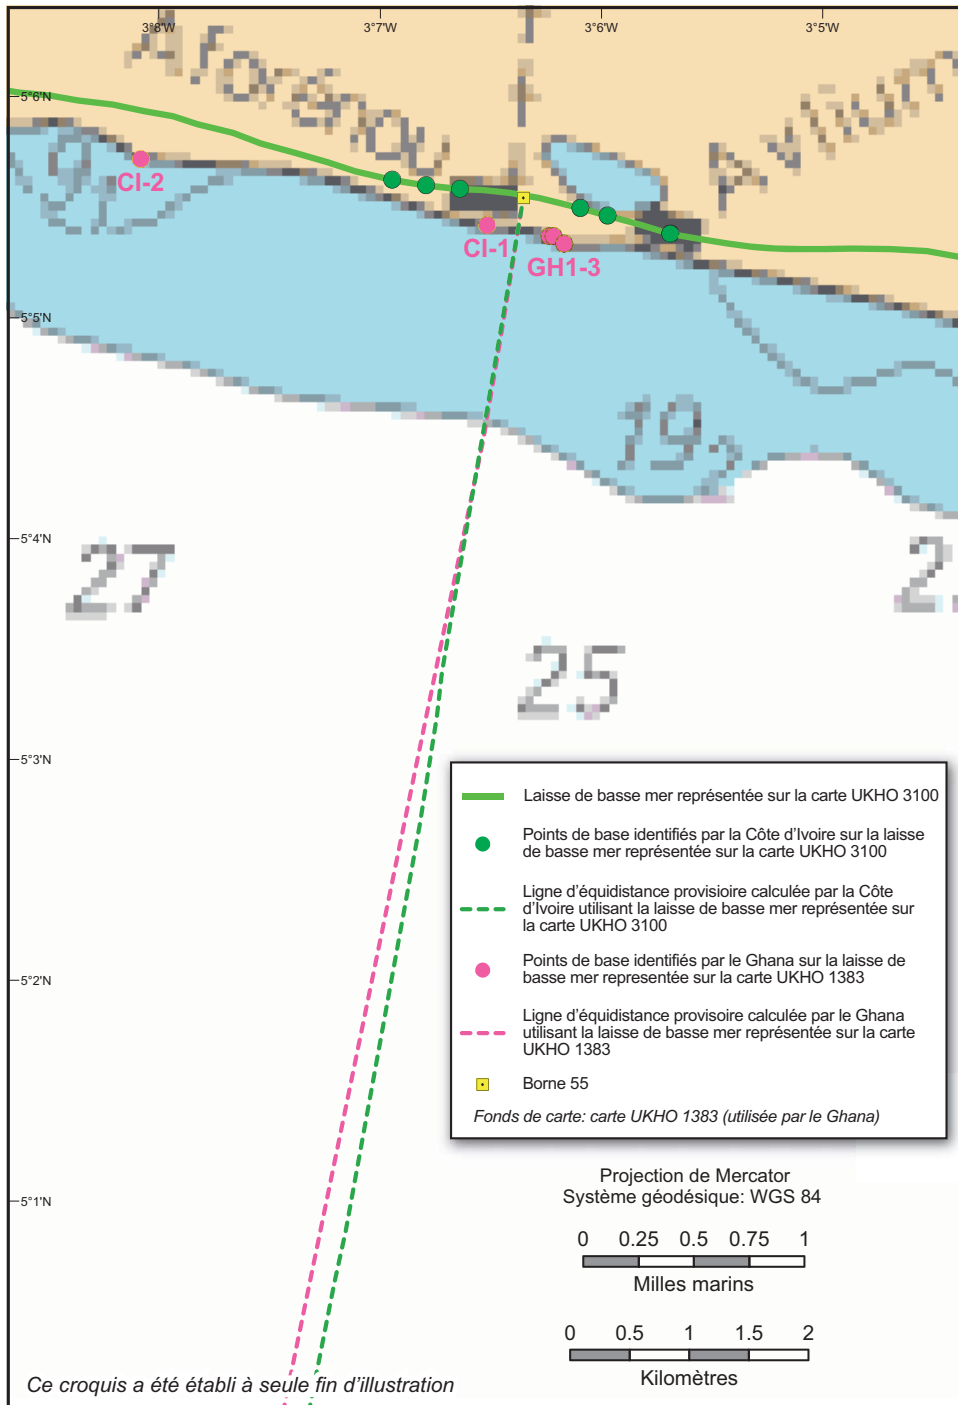 3°8'W
3°7'W
3°6'W
3°5'W
5°6'N
CI-2
CI-1
GH1-3
5°5'N
19
5°4'N
27
25
5°3'N
Laisse de basse mer représentée sur la carte UKHO 3100
Points de base identifiés par la Côte d'Ivoire sur la laisse
de basse mer représentée sur la carte UKHO 3100
Ligne d'équidistance provisioire calculée par la Côte
d'Ivoire utilisant la laisse de basse mer représentée sur
la carte UKHO 3100
5°2'N
Points de base identifiés par le Ghana sur la laisse de
basse mer representée sur la carte UKHO 1383
Ligne d'équidistance provisoire calculée par le Ghana
utilisant la laisse de basse mer représentée sur la carte
UKHO 1383
Borne 55
Fonds de carte: carte UKHO 1383 (utilisée par le Ghana)
5°1'N
Projection de Mercator
Système géodésique: WGS 84
0 0.25 0.5 0.75 1
Milles marins
0 0.5 1 1.5 2
Kilomètres
Ce croquis a été établi à seule fin d'illustration